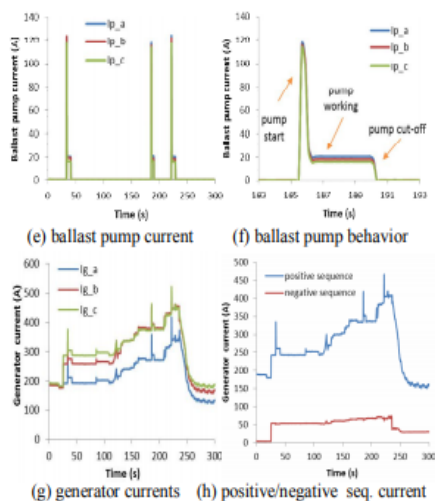 Ballast pump current (A)
140
120
100
80
60
40
20
0
Ip_a
Ip_b
Ip_c
0 50 100 150 200 250 300
Time (s)
(e) ballast pump current
Ballast pump current (A)
140
120
100
80
60
40
20
0
Ip_a
Ip_b
Ip_c
pump start
pump working
pump cut-off
183 185 187 189 191 193
Time (s)
(f) ballast pump behavior
Generator current (A)
600
500
400
300
200
100
0
Ig_a
Ig_b
Ig_c
0 50 100 150 200 250 300
Time (s)
(g) generator currents
Generator current (A)
500
450
400
350
300
250
200
150
100
50
0
positive sequence
negative sequence
0 50 100 150 200 250 300
Time (s)
(h) positive/negative seq. current